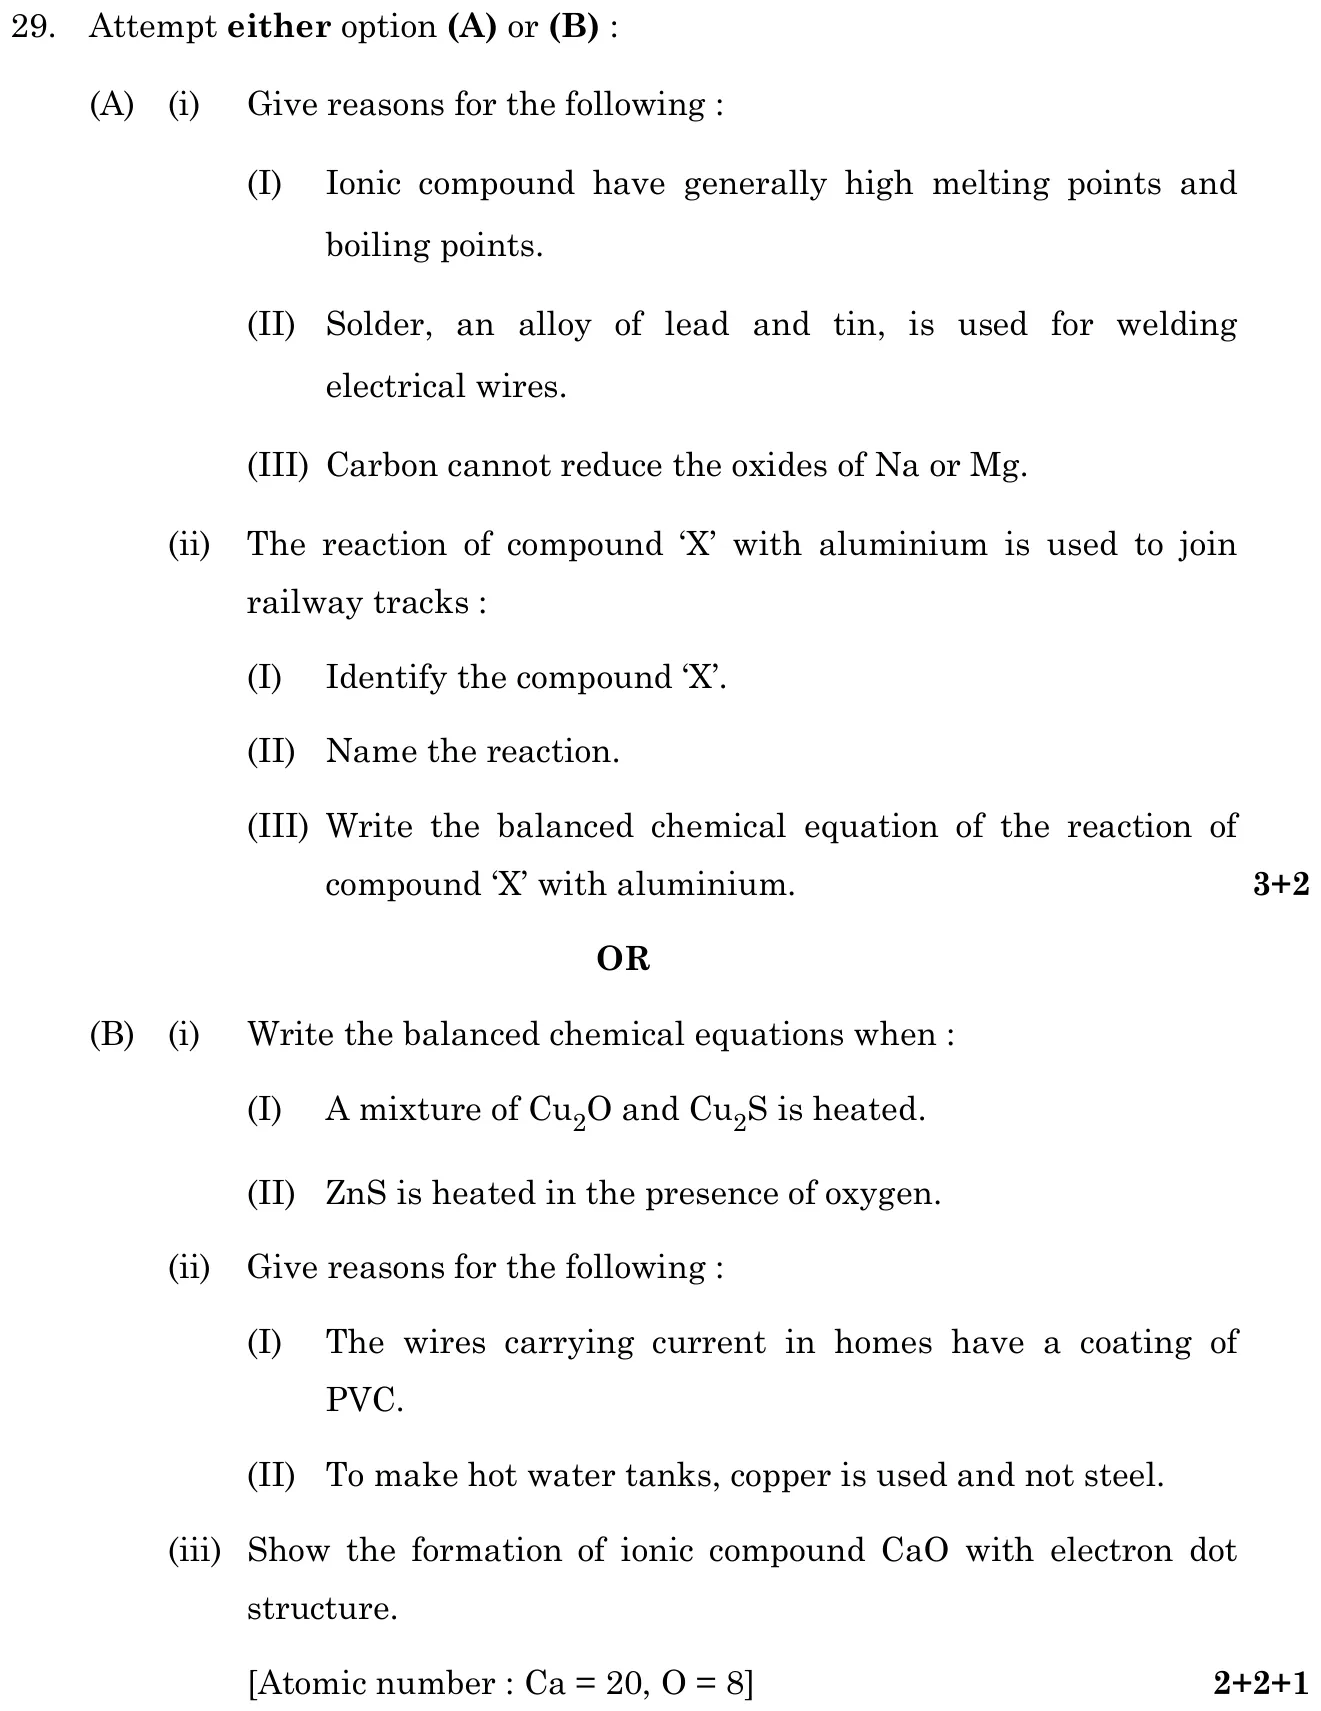 29. Attempt either option (A) or (B) :
(A) (i) Give reasons for the following :
(I) Ionic compound have generally high melting points and
boiling points.
(II) Solder, an alloy of lead and tin, is used for welding
electrical wires.
(III) Carbon cannot reduce the oxides of Na or Mg.
(ii) The reaction of compound ‘X’ with aluminium is used to join
railway tracks :
(I) Identify the compound ‘X’.
(II) Name the reaction.
(III) Write the balanced chemical equation of the reaction of
compound ‘X’ with aluminium. 3+2
OR
(B) (i) Write the balanced chemical equations when :
(I) A mixture of Cu₂O and Cu₂S is heated.
(II) ZnS is heated in the presence of oxygen.
(ii) Give reasons for the following :
(I) The wires carrying current in homes have a coating of
PVC.
(II) To make hot water tanks, copper is used and not steel.
(iii) Show the formation of ionic compound CaO with electron dot
structure.
[Atomic number : Ca = 20, O = 8] 2+2+1